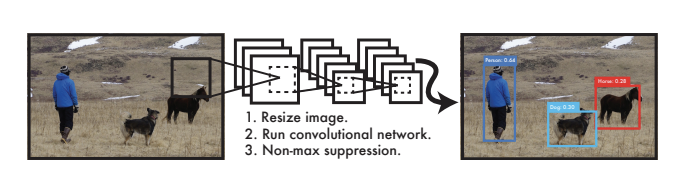 1. Resize image.
2. Run convolutional network.
3. Non-max suppression.
Person: 0.64
Horse: 0.28
Dog: 0.30